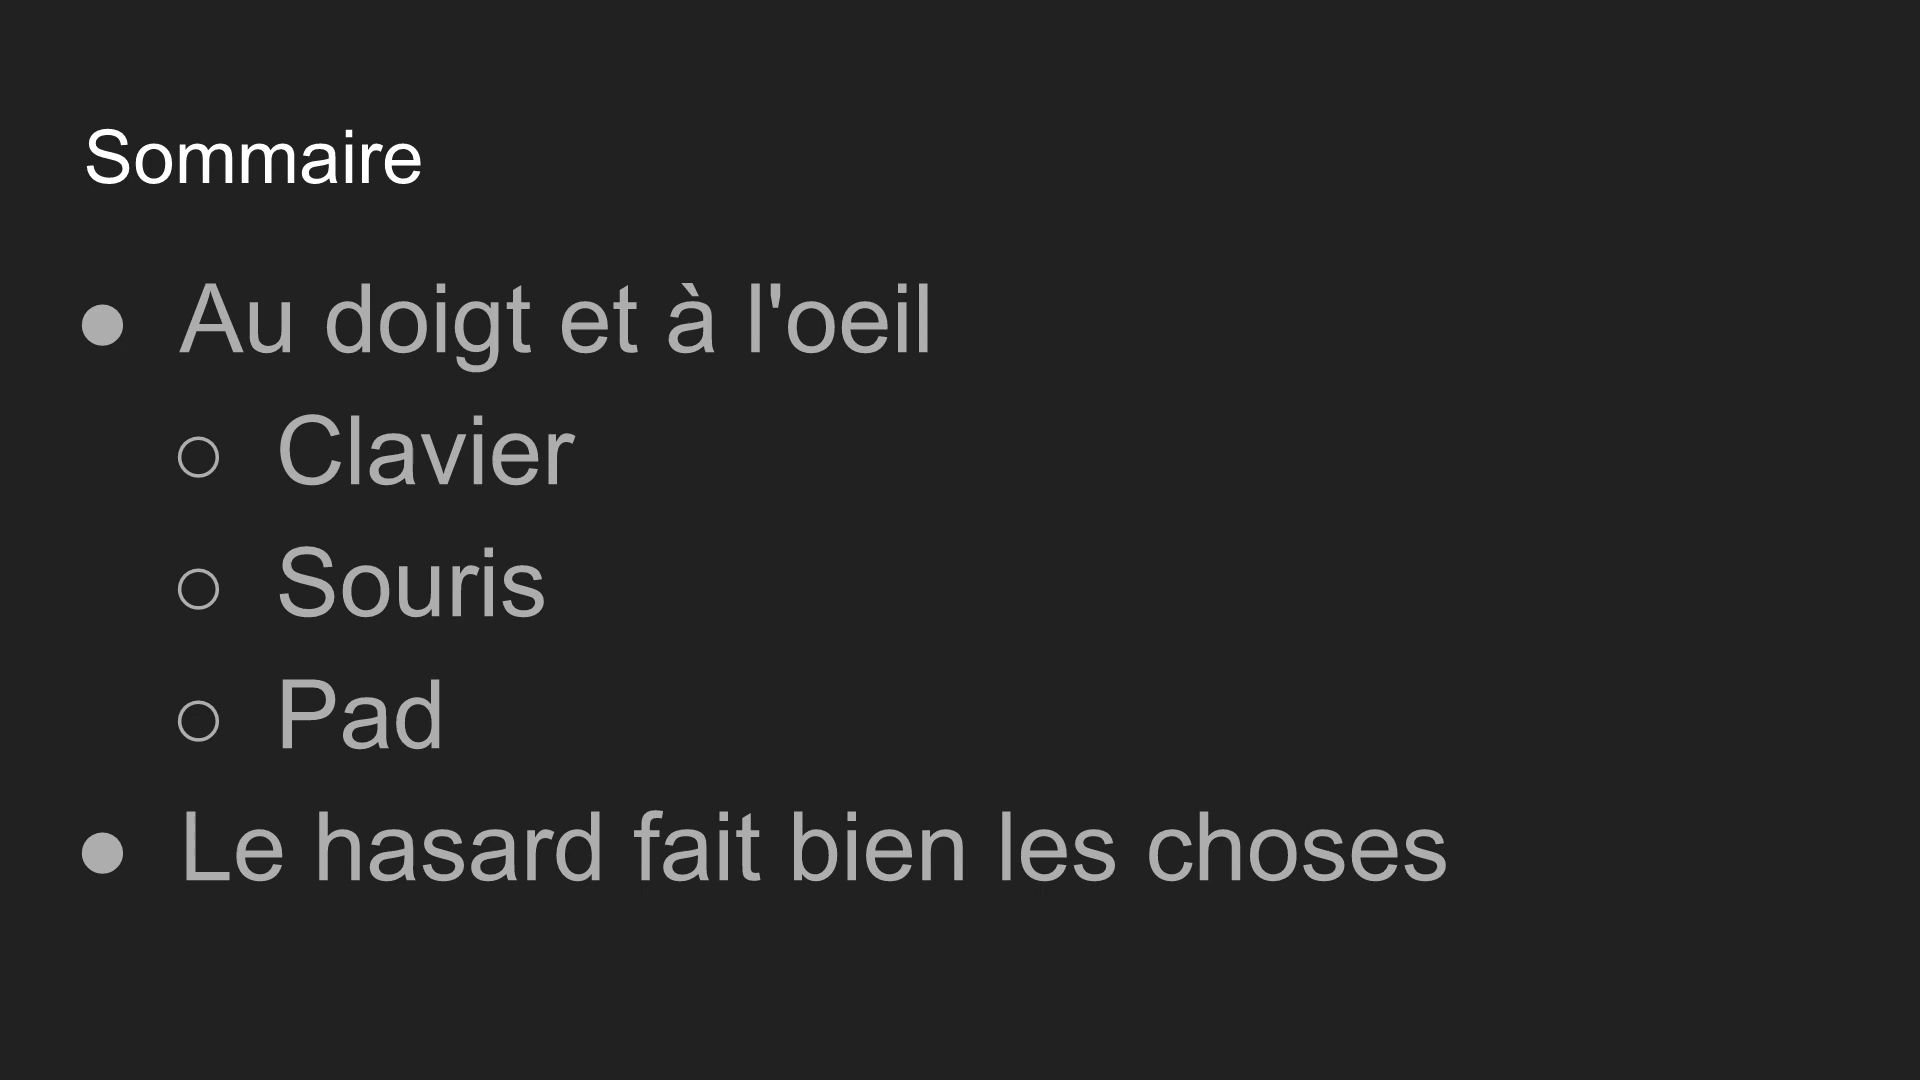 Sommaire
● Au doigt et à l'oeil
○ Clavier
○ Souris
○ Pad
● Le hasard fait bien les choses